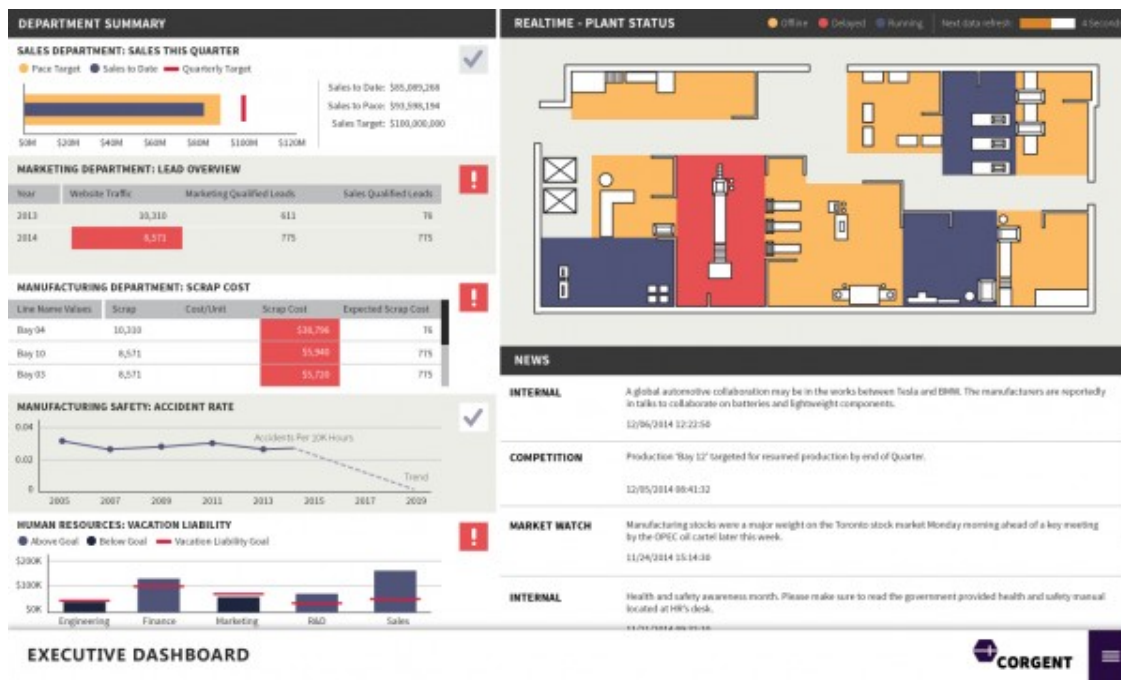 DEPARTMENT SUMMARY
SALES DEPARTMENT: SALES THIS QUARTER
Pace Target Sales to Date Quarterly Target
Sales to Date: $85,089,268
Sales to Pace: $93,598,194
Sales Target: $100,000,000
$0M $20M $40M $60M $80M $100M $120M
MARKETING DEPARTMENT: LEAD OVERVIEW
Year Website Traffic Marketing Qualified Leads Sales Qualified Leads
2013 10,310 611 76
2014 8,571 775 775
MANUFACTURING DEPARTMENT: SCRAP COST
Line Name Values Scrap Cost/Unit Scrap Cost Expected Scrap Cost
Bay 04 10,310 $38,796 76
Bay 10 8,571 $5,940 775
Bay 03 8,571 $5,720 775
MANUFACTURING SAFETY: ACCIDENT RATE
0.04
Accidents Per 10K Hours
0.02
Trend
0
2005 2007 2009 2011 2013 2015 2017 2019
HUMAN RESOURCES: VACATION LIABILITY
Above Goal Below Goal Vacation Liability Goal
$200K
$100K
$0K
Engineering Finance Marketing R&D Sales
REALTIME - PLANT STATUS
Offline Delayed Running Next data refresh: 4 Seconds
NEWS
INTERNAL
A global automotive collaboration may be in the works between Tesla and BMW. The manufacturers are reportedly
in talks to collaborate on batteries and lightweight components.
12/06/2014 12:22:50
COMPETITION
Production 'Bay 12' targeted for resumed production by end of Quarter.
12/05/2014 08:41:32
MARKET WATCH
Manufacturing stocks were a major weight on the Toronto stock market Monday morning ahead of a key meeting
by the OPEC oil cartel later this week.
11/24/2014 15:14:30
INTERNAL
Health and safety awareness month. Please make sure to read the government provided health and safety manual
located at HR's desk.
EXECUTIVE DASHBOARD
CORGENT